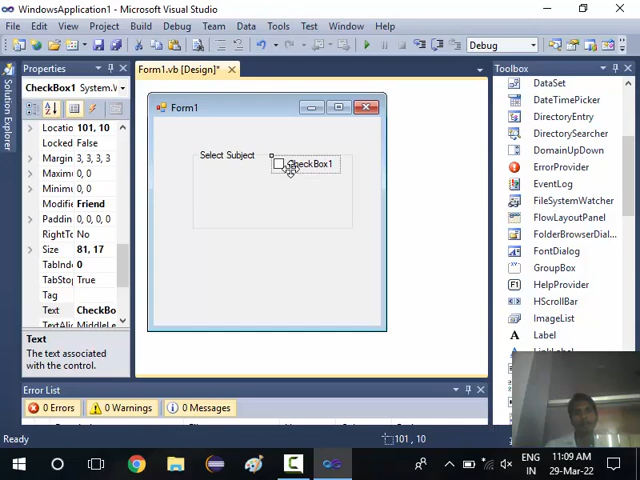 WindowsApplication1 - Microsoft Visual Studio
File Edit View Project Build Debug Team Data Tools Test Window Help
Debug
Solution Explorer
Properties
CheckBox1 System.V
Locatio 101, 10
Locked False
Margin 3, 3, 3, 3
Maximu 0, 0
Minimu 0, 0
Modifie Friend
Paddin 0, 0, 0, 0
RightTo No
Size 81, 17
TabInde 0
TabStop True
Tag
Text CheckBo
TextAlig MiddleLe
Text
The text associated with the control.
Form1.vb [Design]*
Form1
Select Subject
CheckBox1
Toolbox
DataSet
DateTimePicker
DirectoryEntry
DirectorySearcher
ErrorProvider
EventLog
FileSystemWatcher
FlowLayoutPanel
FolderBrowserDial...
FontDialog
GroupBox
HelpProvider
HScrollBar
ImageList
Label
Error List
0 Errors
0 Warnings
0 Messages
Ready
101 , 10
ENG
IN
11:09 AM
29-Mar-22